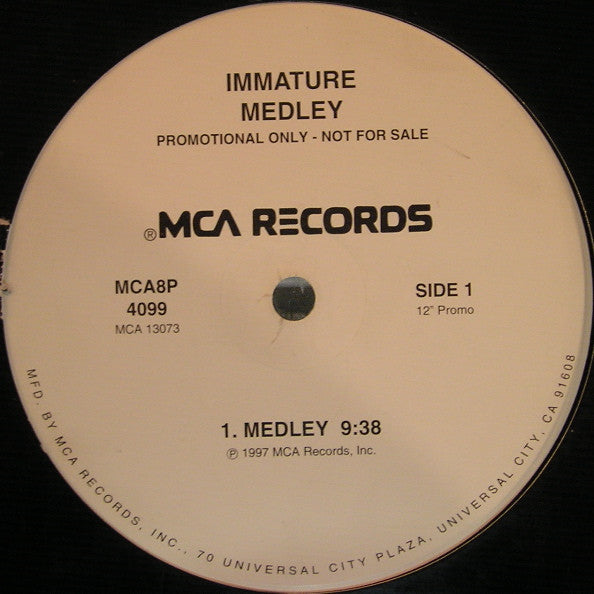 IMMATURE
MEDLEY
PROMOTIONAL ONLY - NOT FOR SALE
®MCA RECORDS
MCA8P
4099
MCA 13073
SIDE 1
12" Promo
1. MEDLEY 9:38
℗ 1997 MCA Records, Inc.
MFD. BY MCA RECORDS, INC., 70 UNIVERSAL CITY PLAZA, UNIVERSAL CITY, CA 91608